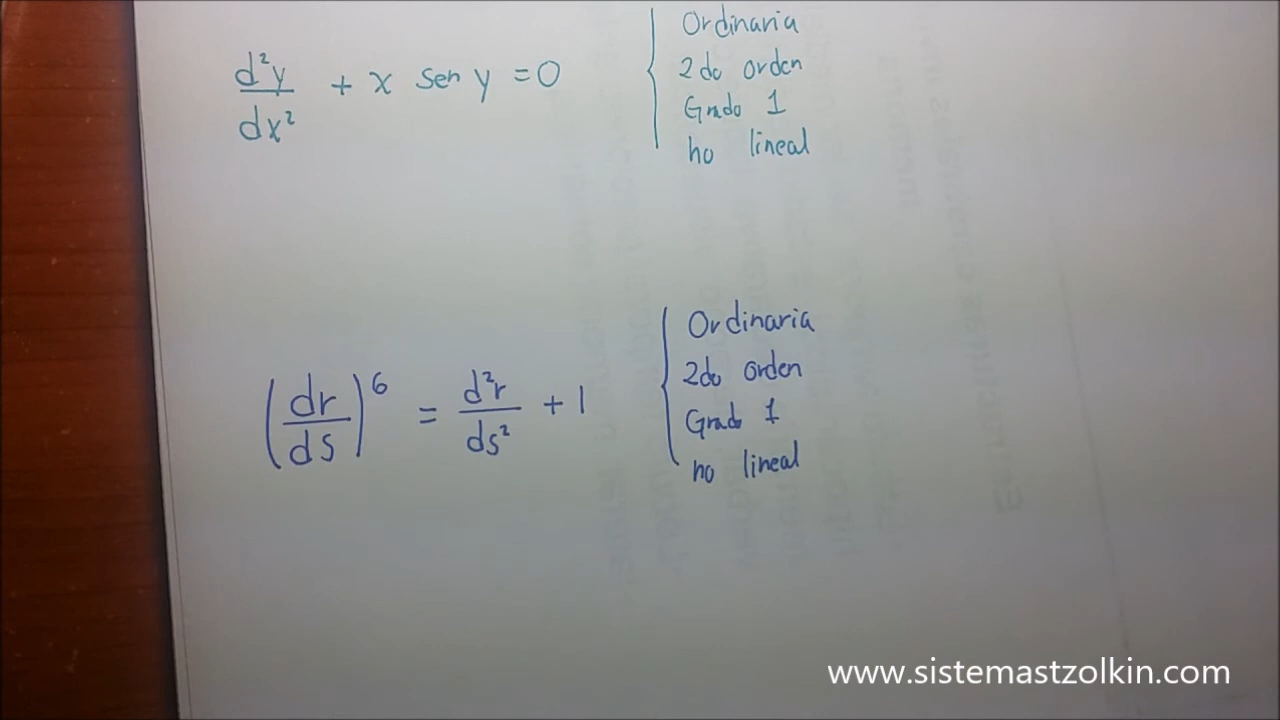 d²y/dx² + x sen y = 0
Ordinaria
2do orden
Grado 1
no lineal
(dr/ds)⁶ = d²r/ds² + 1
Ordinaria
2do orden
Grado 1
no lineal
www.sistemastzolkin.com